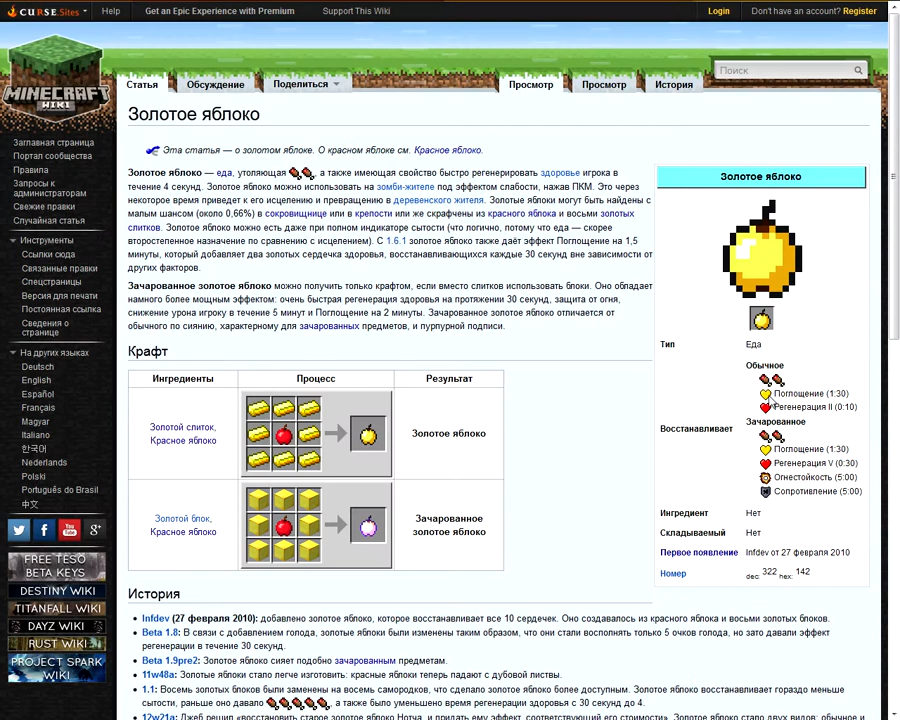 CURSE.Sites
Help
Get an Epic Experience with Premium
Support This Wiki
Login
Don't have an account? Register
MINECRAFT
WIKI
Статья
Обсуждение
Поделиться
Просмотр
Просмотр
История
Поиск
Заглавная страница
Портал сообщества
Правила
Запросы к
администраторам
Свежие правки
Случайная статья
Инструменты
Ссылки сюда
Связанные правки
Спецстраницы
Версия для печати
Постоянная ссылка
Сведения о
странице
На других языках
Deutsch
English
Español
Français
Magyar
Italiano
한국어
Nederlands
Polski
Português do Brasil
中文
FREE TESO
BETA KEYS
DESTINY WIKI
TITANFALL WIKI
DAYZ WIKI
RUST WIKI
PROJECT SPARK
WIKI
Золотое яблоко
Эта статья — о золотом яблоке. О красном яблоке см. Красное яблоко.
Золотое яблоко — еда, утоляющая , а также имеющая свойство быстро регенерировать здоровье игрока в
течение 4 секунд. Золотое яблоко можно использовать на зомби-жителе под эффектом слабости, нажав ПКМ. Это через
некоторое время приведет к его исцелению и превращению в деревенского жителя. Золотые яблоки могут быть найдены с
малым шансом (около 0,66%) в сокровищнице или в крепости или же скрафчены из красного яблока и восьми золотых
слитков. Золотое яблоко можно есть даже при полном индикаторе сытости (что логично, потому что еда — скорее
второстепенное назначение по сравнению с исцелением). С 1.6.1 золотое яблоко также даёт эффект Поглощение на 1,5
минуты, который добавляет два золотых сердечка здоровья, восстанавливающихся каждые 30 секунд вне зависимости от
других факторов.
Зачарованное золотое яблоко можно получить только крафтом, если вместо слитков использовать блоки. Оно обладает
намного более мощным эффектом: очень быстрая регенерация здоровья на протяжении 30 секунд, защита от огня,
снижение урона игроку в течение 5 минут и Поглощение на 2 минуты. Зачарованное золотое яблоко отличается от
обычного по сиянию, характерному для зачарованных предметов, и пурпурной подписи.
Крафт
Ингредиенты
Процесс
Результат
Золотой слиток,
Красное яблоко
Золотое яблоко
Золотой блок,
Красное яблоко
Зачарованное
золотое яблоко
Золотое яблоко
Тип
Еда
Восстанавливает
Обычное
Поглощение (1:30)
Регенерация II (0:10)
Зачарованное
Поглощение (1:30)
Регенерация V (0:30)
Огнестойкость (5:00)
Сопротивление (5:00)
Ингредиент
Нет
Складываемый
Нет
Первое появление
Infdev от 27 февраля 2010
Номер
dec: 322 hex: 142
История
Infdev (27 февраля 2010): добавлено золотое яблоко, которое восстанавливает все 10 сердечек. Оно создавалось из красного яблока и восьми золотых блоков.
Beta 1.8: В связи с добавлением голода, золотые яблоки были изменены таким образом, что они стали восполнять только 5 очков голода, но зато давали эффект
регенерации в течение 30 секунд.
Beta 1.9pre2: Золотое яблоко сияет подобно зачарованным предметам.
11w48a: Золотые яблоки стало легче изготовить: красные яблоки теперь падают с дубовой листвы.
1.1: Восемь золотых блоков были заменены на восемь самородков, что сделало золотое яблоко более доступным. Золотое яблоко восстанавливает гораздо меньше
сытости, раньше оно давало , а также было уменьшено время регенерации здоровья с 30 секунд до 4.
12w21a: Джеб решил «восстановить старое золотое яблоко Нотча, и придать ему эффект, соответствующий его стоимости». Золотое яблоко стало двух видов: обычное и